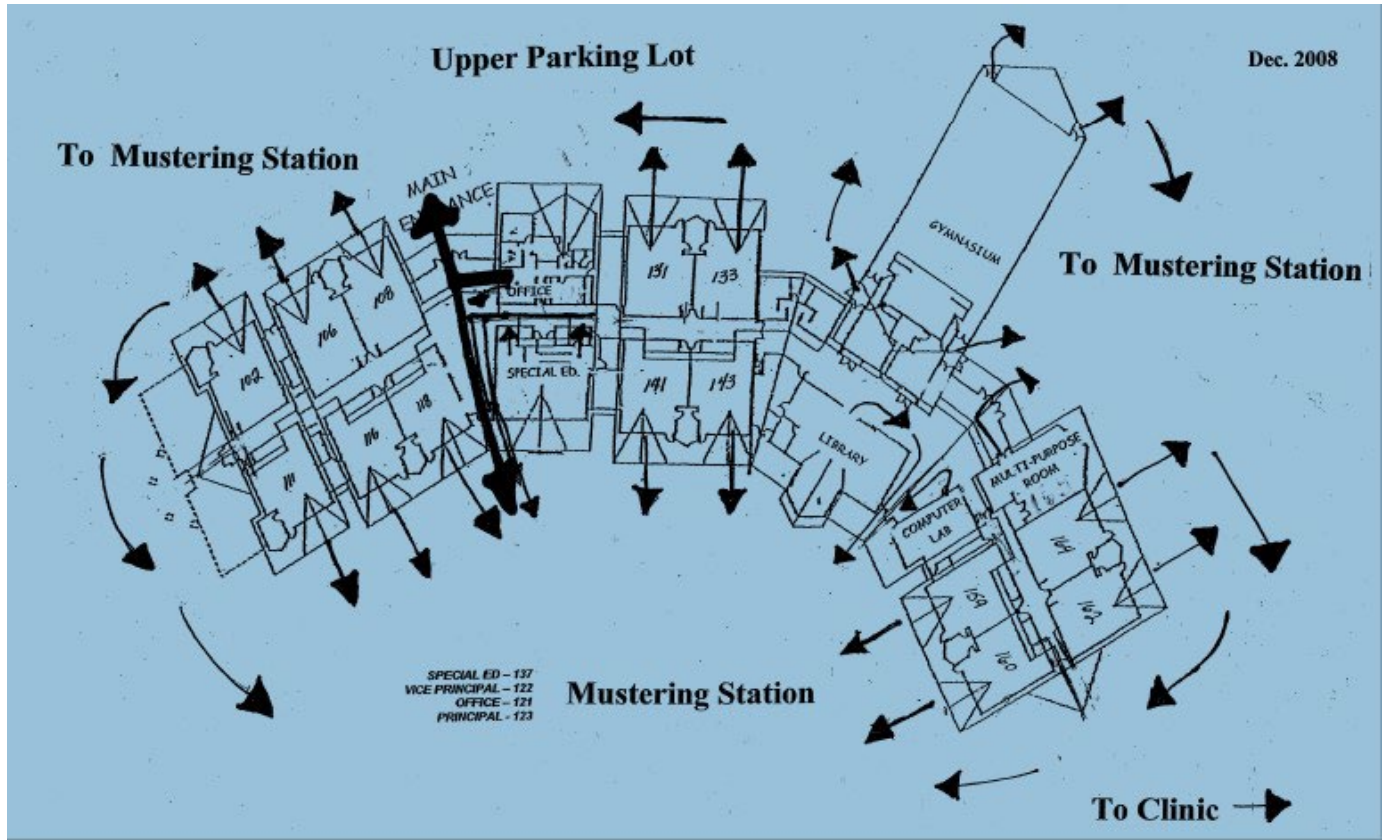 Upper Parking Lot
Dec. 2008
To Mustering Station
MAIN
ENTRANCE
GYMNASIUM
To Mustering Station
131
133
OFFICE
108
106
102
SPECIAL ED.
141
143
118
116
111
LIBRARY
MULTI-PURPOSE
ROOM
COMPUTER
LAB
164
159
162
160
SPECIAL ED – 137
VICE PRINCIPAL – 122
OFFICE – 121
PRINCIPAL - 123
Mustering Station
To Clinic